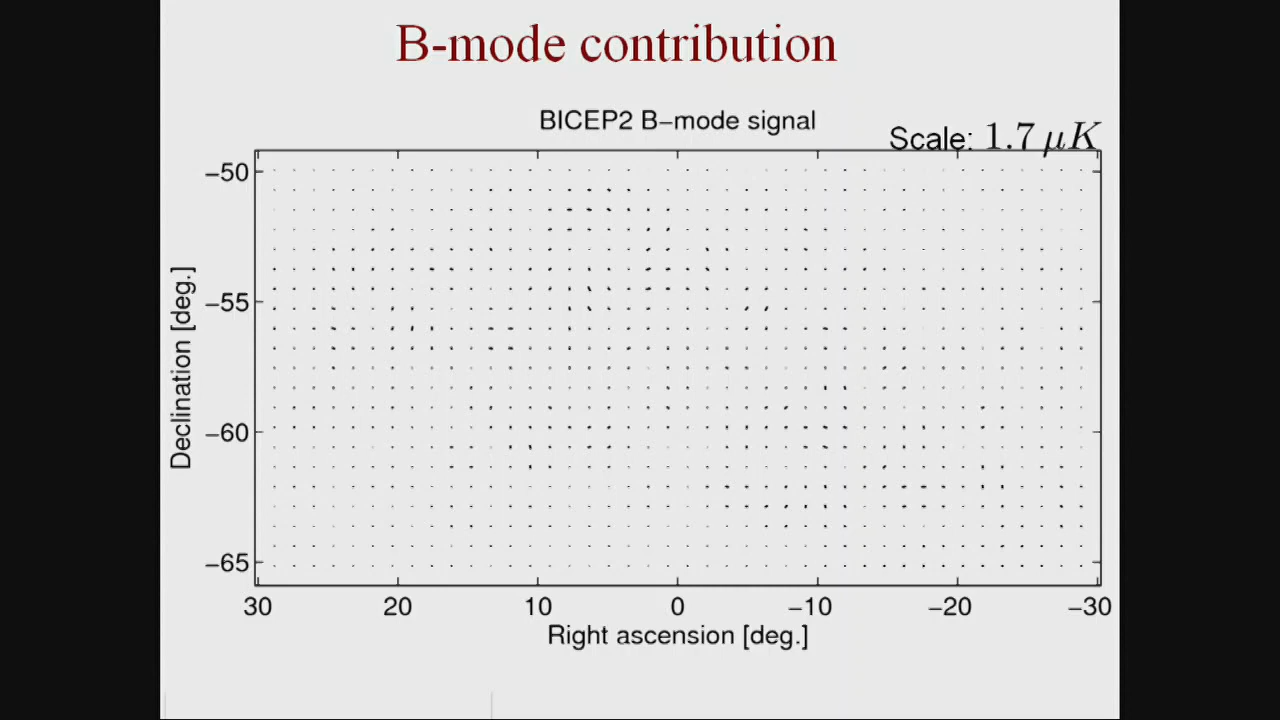 B-mode contribution
BICEP2 B−mode signal
Scale: 1.7 μK
−50
−55
−60
−65
Declination [deg.]
30 20 10 0 −10 −20 −30
Right ascension [deg.]